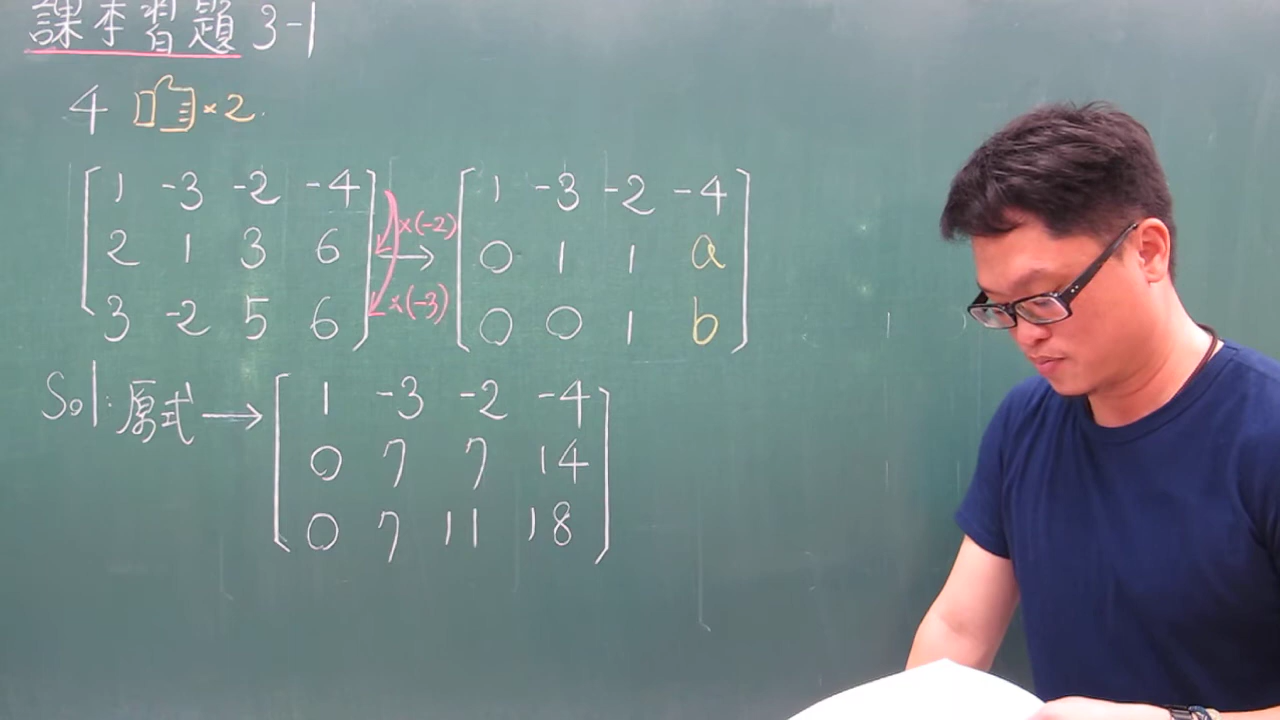 課本習題 3-1
4 ×2.
[1 -3 -2 -4] ×(-2) [1 -3 -2 -4]
[2 1 3 6] → [0 1 1 a]
[3 -2 5 6] ×(-3) [0 0 1 b]
Sol: 原式 → [1 -3 -2 -4]
[0 7 7 14]
[0 7 11 18]